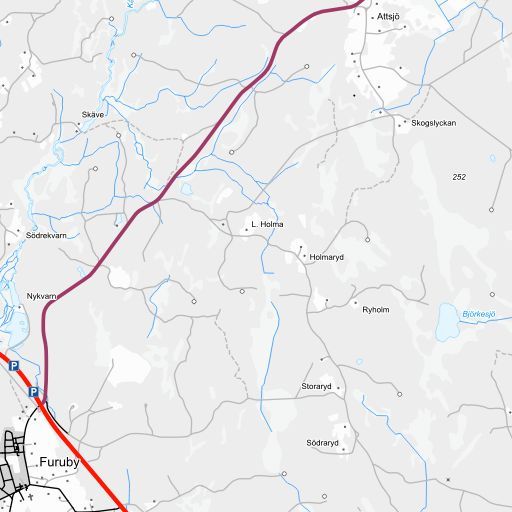 Attsjö
Skäve
Skogslyckan
252
L. Holma
Södrekvarn
Holmaryd
Nykvarn
Ryholm
Björkesjö
P
P
Storaryd
Södraryd
Furuby